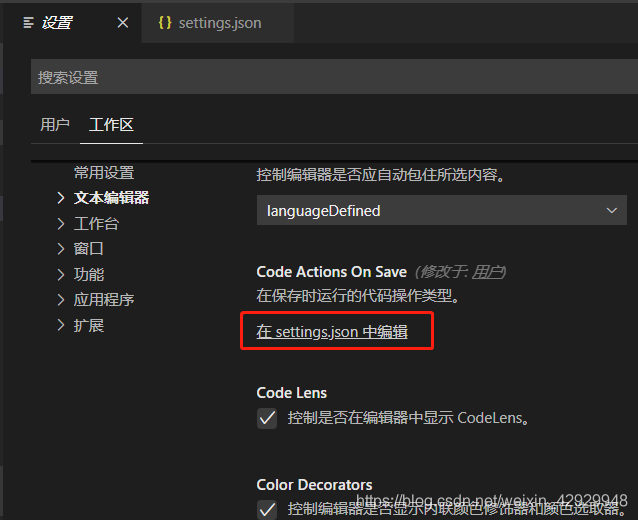 设置
{} settings.json
搜索设置
用户 工作区
常用设置
文本编辑器
工作台
窗口
功能
应用程序
扩展
控制编辑器是否应自动包住所选内容。
languageDefined
Code Actions On Save (修改于: 用户)
在保存时运行的代码操作类型。
在 settings.json 中编辑
Code Lens
控制是否在编辑器中显示 CodeLens。
Color Decorators
控制编辑器是否显示内联颜色修饰器和颜色选取器。
https://blog.csdn.net/weixin_42929948